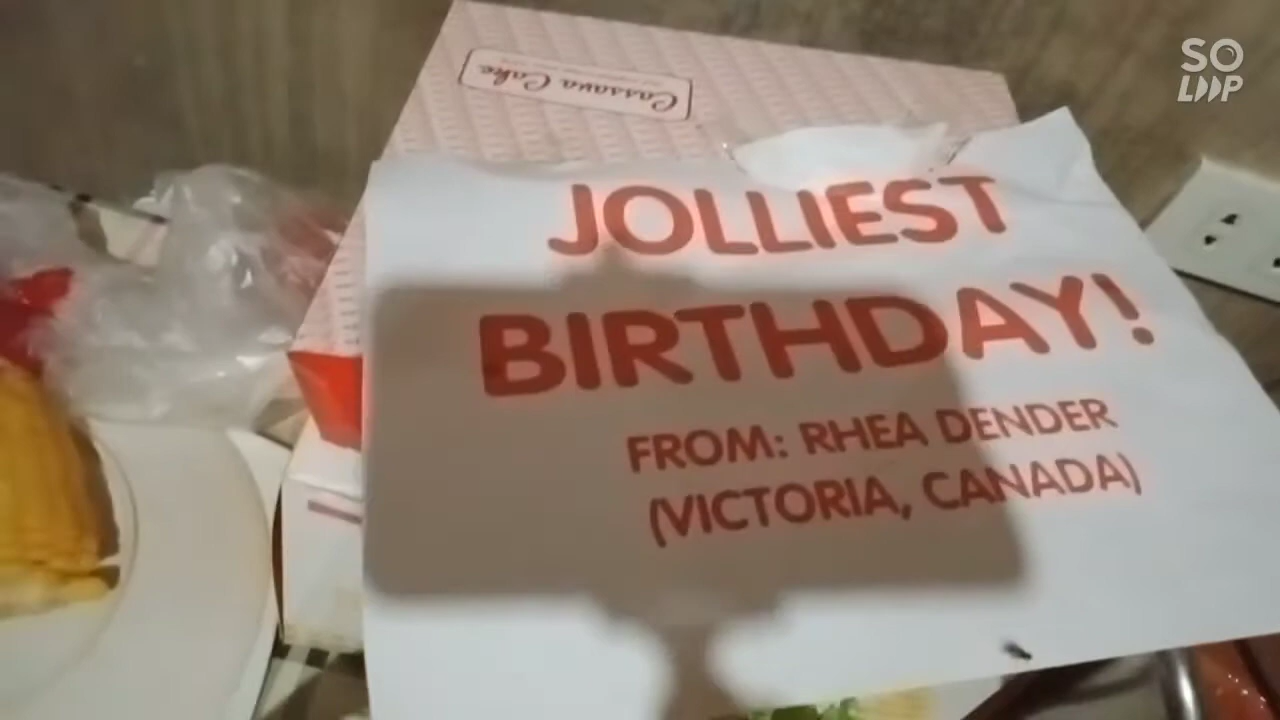 SO
LOOP
Cassava Cake
JOLLIEST
BIRTHDAY!
FROM: RHEA DENDER
(VICTORIA, CANADA)